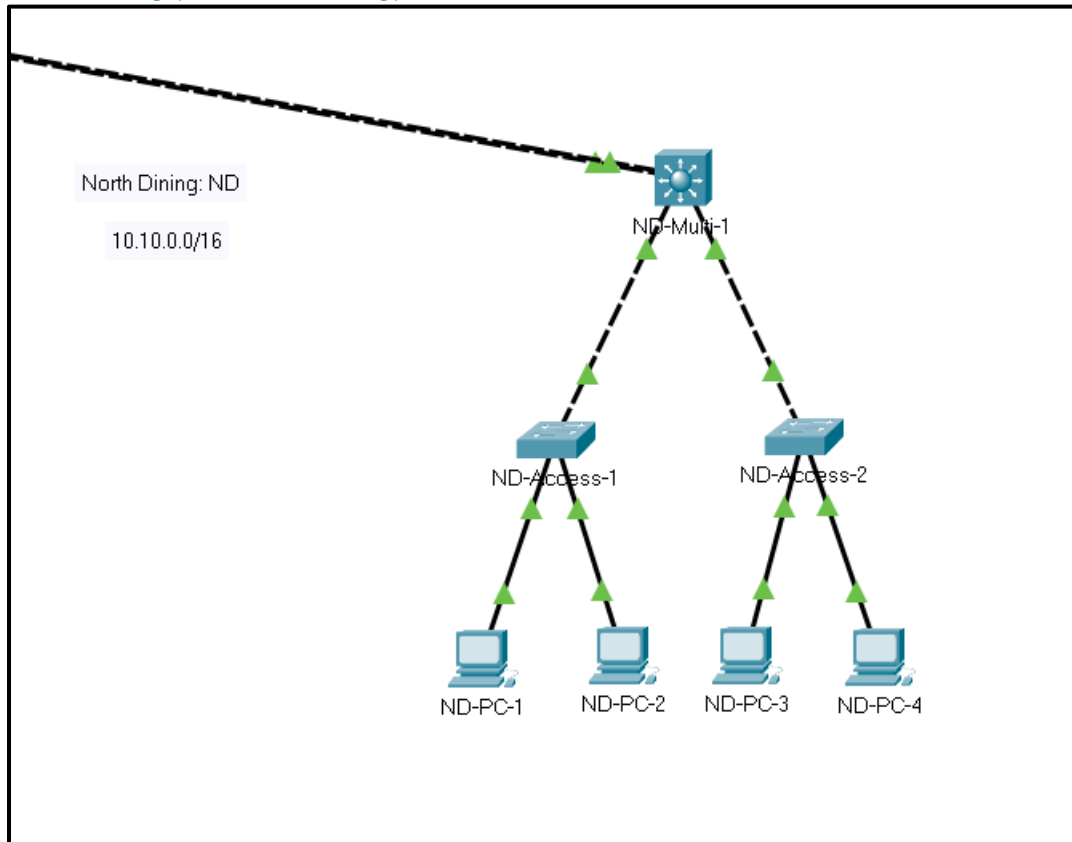 North Dining: ND
10.10.0.0/16
ND-Multi-1
ND-Access-1
ND-Access-2
ND-PC-1
ND-PC-2
ND-PC-3
ND-PC-4